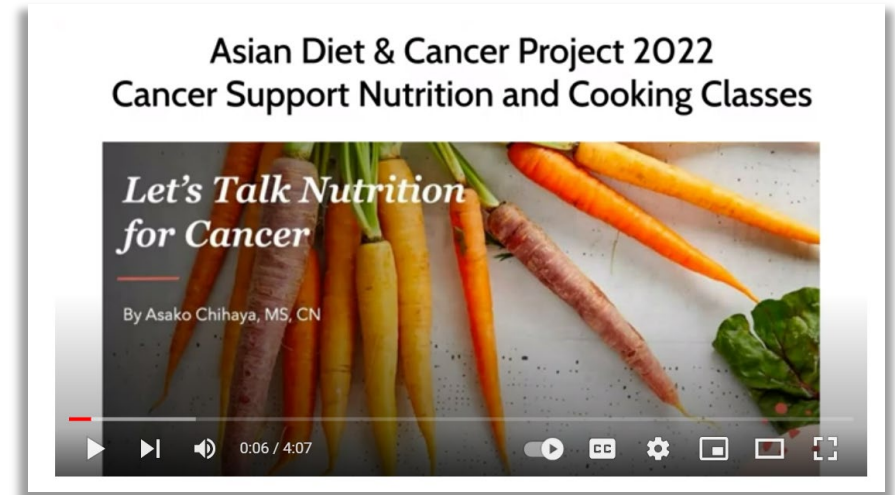 Asian Diet & Cancer Project 2022
Cancer Support Nutrition and Cooking Classes
Let's Talk Nutrition
for Cancer
By Asako Chihaya, MS, CN
0:06 / 4:07
CC